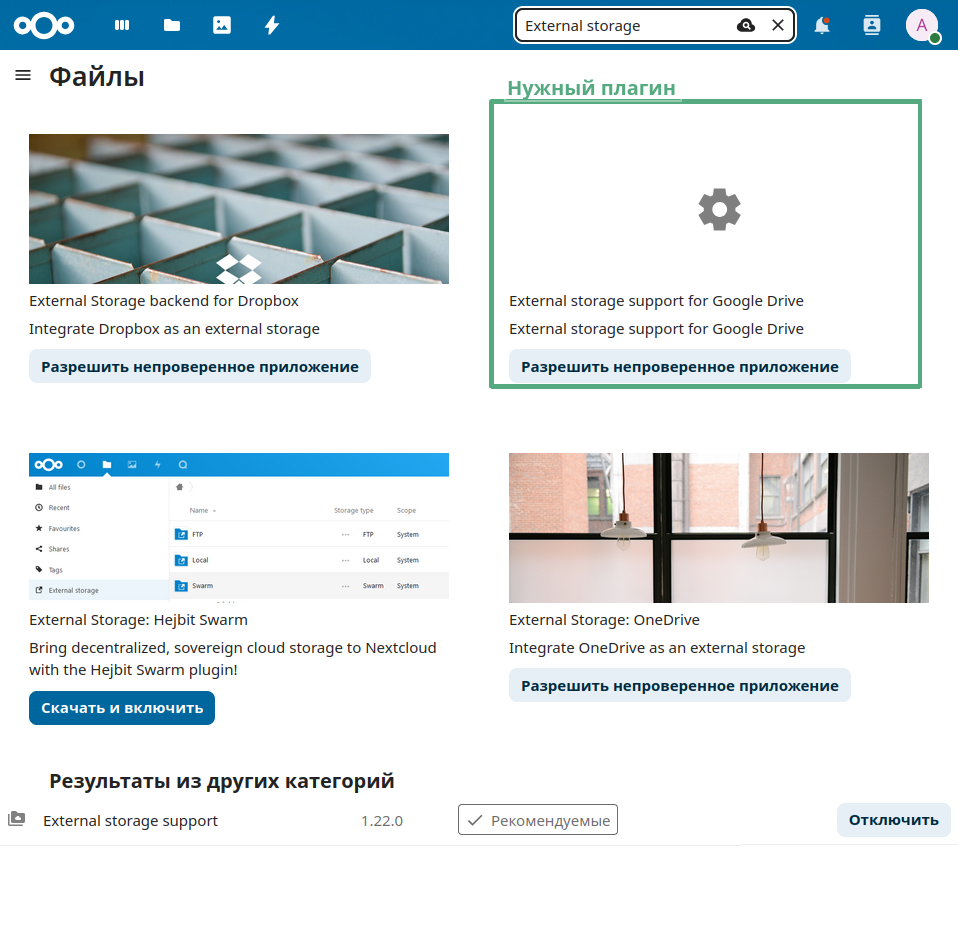 External storage
A
Файлы
Нужный плагин
External Storage backend for Dropbox
Integrate Dropbox as an external storage
Разрешить непроверенное приложение
External storage support for Google Drive
External storage support for Google Drive
Разрешить непроверенное приложение
All files
Recent
Favourites
Shares
Tags
External storage
Name Storage type Scope
FTP FTP System
Local Local System
Swarm Swarm System
External Storage: Hejbit Swarm
Bring decentralized, sovereign cloud storage to Nextcloud
with the Hejbit Swarm plugin!
Скачать и включить
External Storage: OneDrive
Integrate OneDrive as an external storage
Разрешить непроверенное приложение
Результаты из других категорий
External storage support 1.22.0 Рекомендуемые Отключить